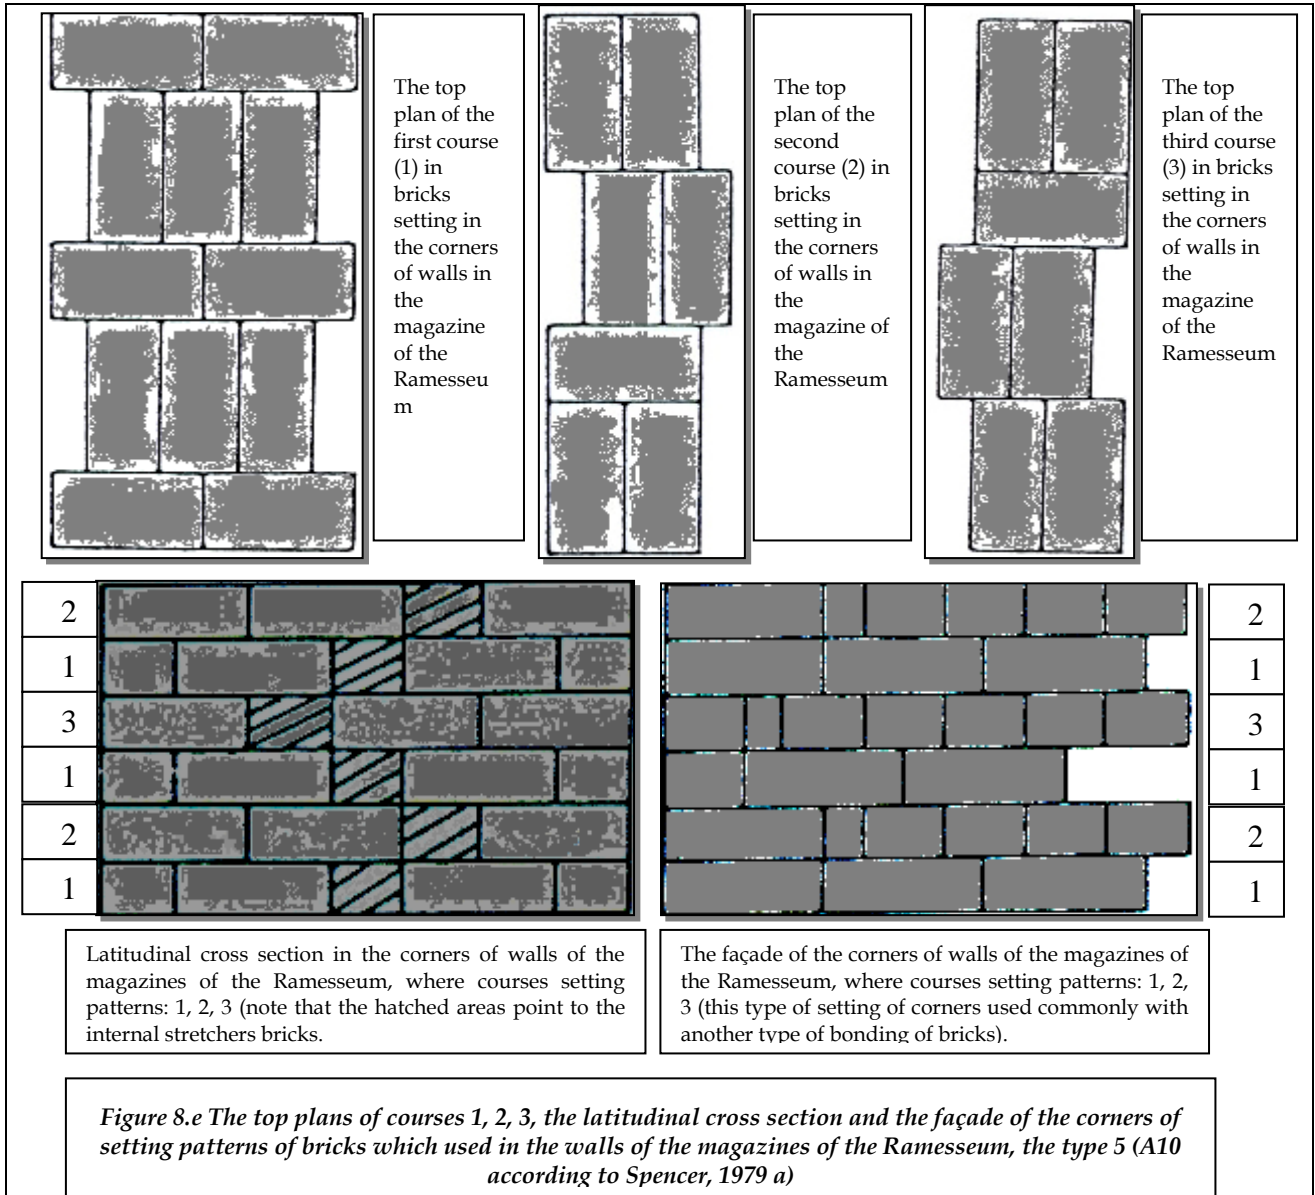 The top
plan of the
first course
(1) in
bricks
setting in
the corners
of walls in
the
magazine
of the
Ramesseu
m
The top
plan of the
second
course (2) in
bricks
setting in
the corners
of walls in
the
magazine of
the
Ramesseum
The top
plan of the
third course
(3) in bricks
setting in
the corners
of walls in
the
magazine
of the
Ramesseum
2
1
3
1
2
1
2
1
3
1
2
1
Latitudinal cross section in the corners of walls of the
magazines of the Ramesseum, where courses setting
patterns: 1, 2, 3 (note that the hatched areas point to the
internal stretchers bricks.
The façade of the corners of walls of the magazines of
the Ramesseum, where courses setting patterns: 1, 2,
3 (this type of setting of corners used commonly with
another type of bonding of bricks).
Figure 8.e The top plans of courses 1, 2, 3, the latitudinal cross section and the façade of the corners of
setting patterns of bricks which used in the walls of the magazines of the Ramesseum, the type 5 (A10
according to Spencer, 1979 a)